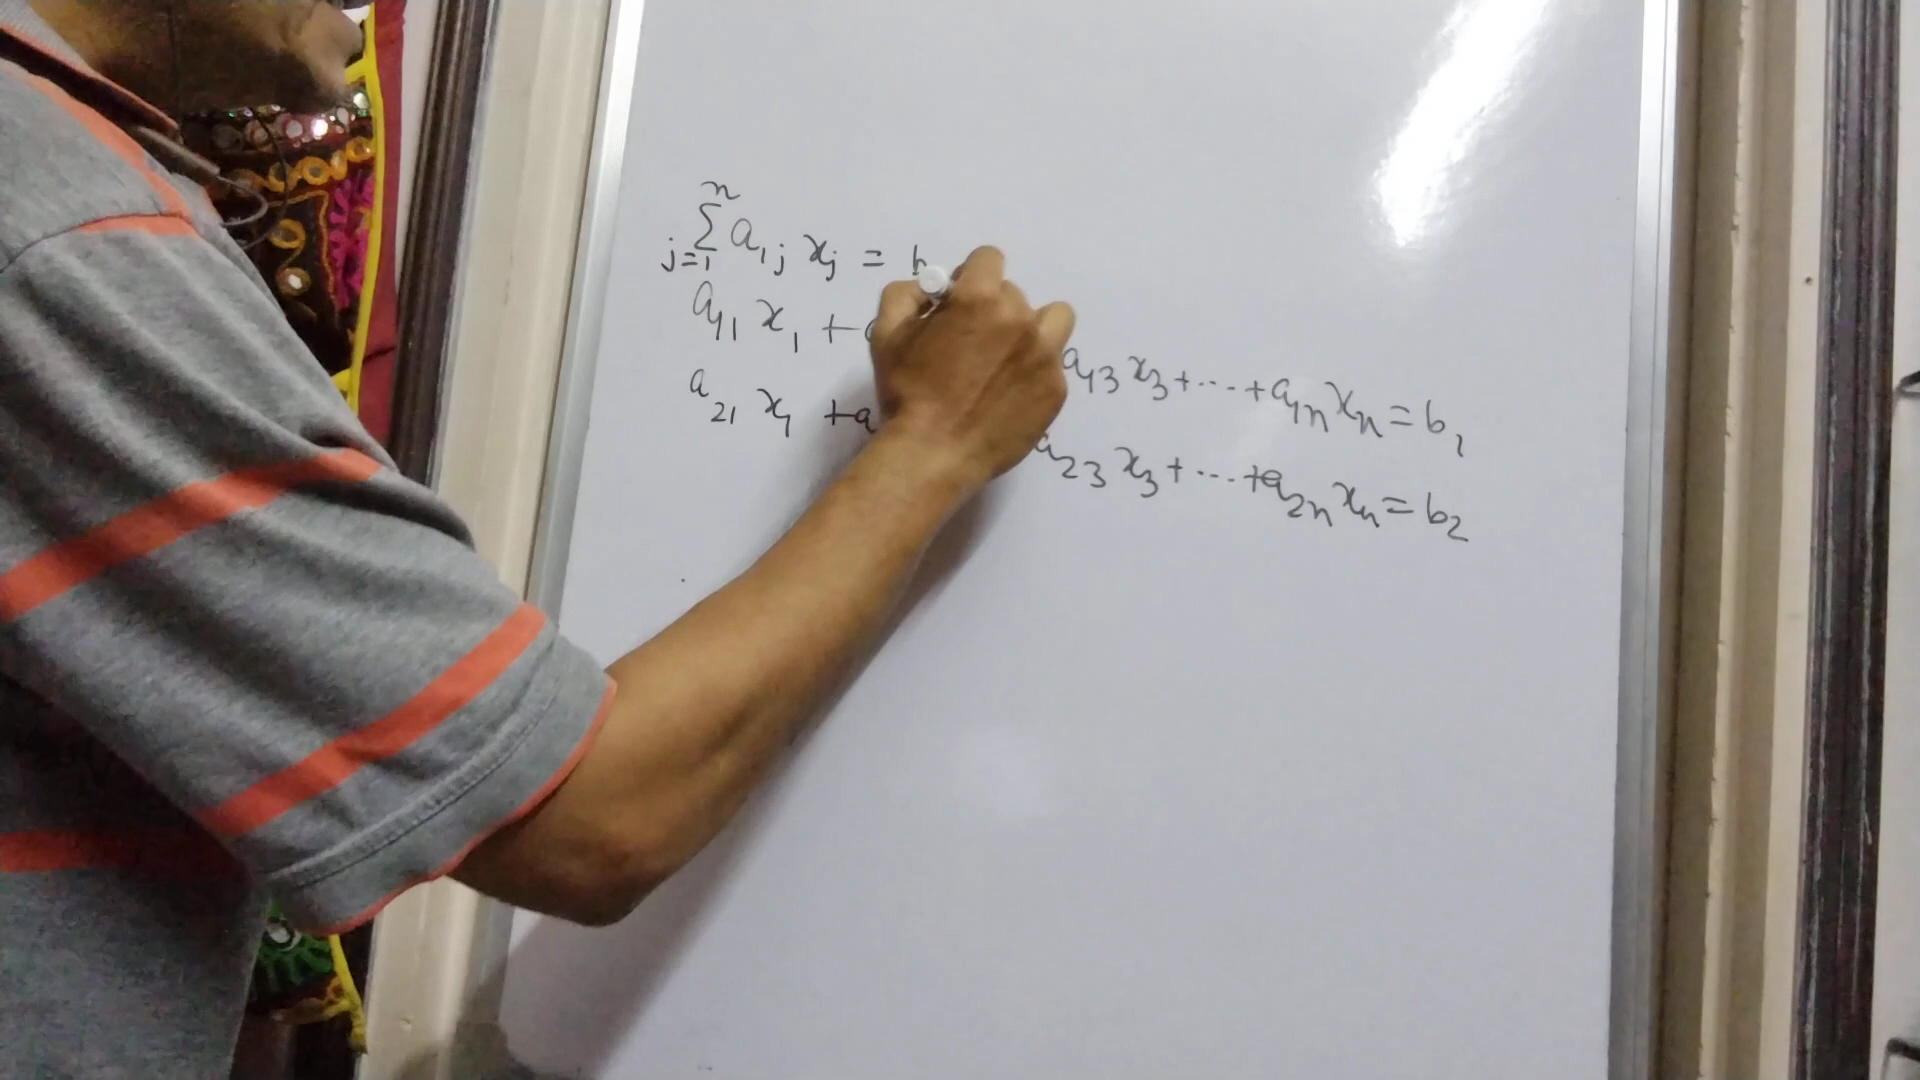 n
∑ a₁ⱼ xⱼ = b
j=1
a₁₁ x₁ + a₁₃ x₃ + ... + a₁ₙ xₙ = b₁
a₂₁ x₁ + a a₂₃ x₃ + ... + a₂ₙ xₙ = b₂